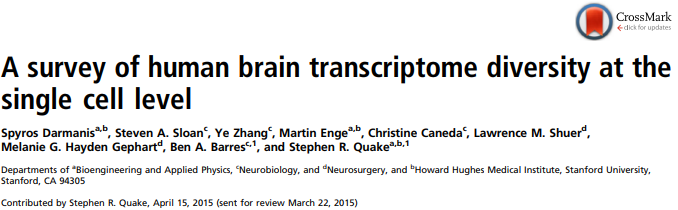 CrossMark
click for updates
A survey of human brain transcriptome diversity at the
single cell level
Spyros Darmanisa,b, Steven A. Sloanc, Ye Zhangc, Martin Engea,b, Christine Canedac, Lawrence M. Shuerd,
Melanie G. Hayden Gephartd, Ben A. Barresc,1, and Stephen R. Quakea,b,1
Departments of aBioengineering and Applied Physics, cNeurobiology, and dNeurosurgery, and bHoward Hughes Medical Institute, Stanford University,
Stanford, CA 94305
Contributed by Stephen R. Quake, April 15, 2015 (sent for review March 22, 2015)